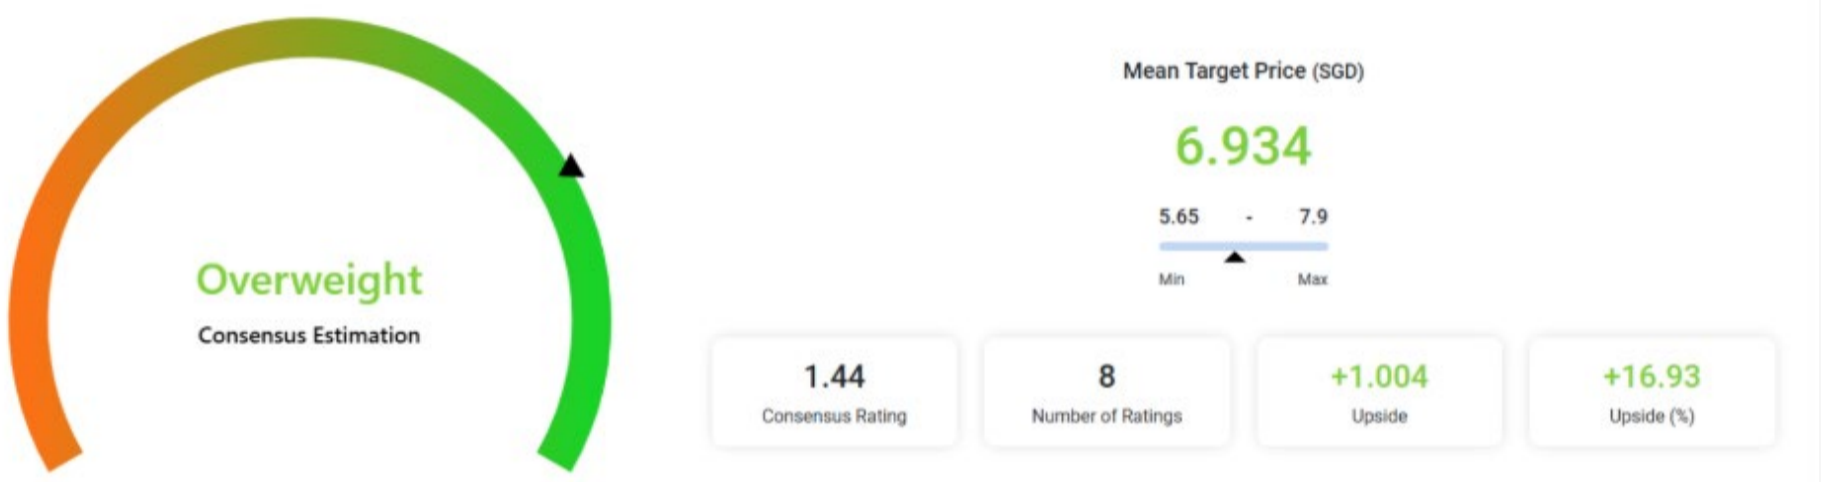 Overweight
Consensus Estimation
Mean Target Price (SGD)
6.934
5.65 - 7.9
Min Max
1.44
Consensus Rating
8
Number of Ratings
+1.004
Upside
+16.93
Upside (%)